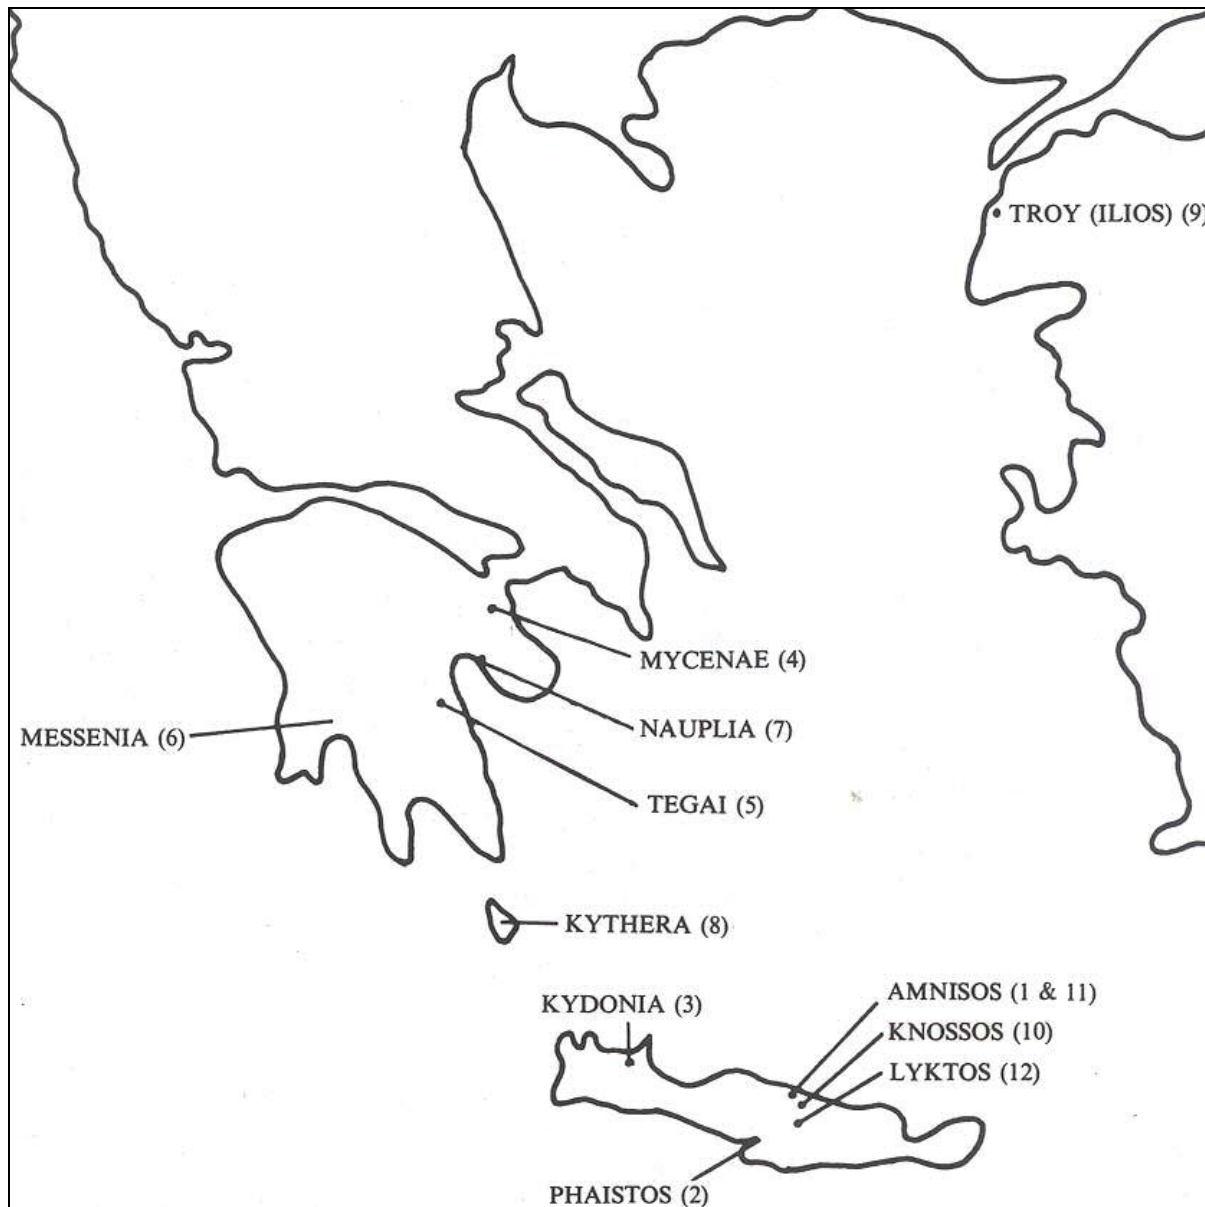 TROY (ILIOS) (9)
MYCENAE (4)
NAUPLIA (7)
MESSENIA (6)
TEGAI (5)
KYTHERA (8)
KYDONIA (3)
AMNISOS (1 & 11)
KNOSSOS (10)
LYKTOS (12)
PHAISTOS (2)